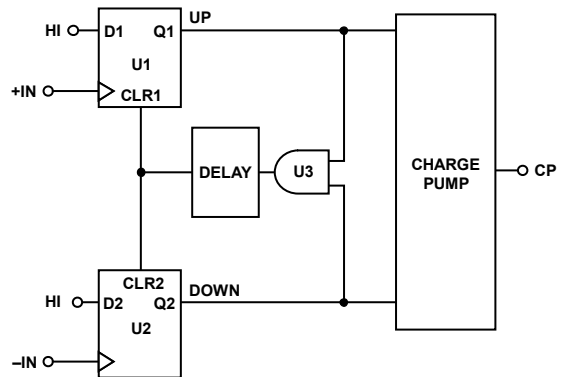 UP
HI
D1
Q1
U1
+IN
CLR1
DELAY
U3
CHARGE
PUMP
CP
CLR2
DOWN
HI
D2
Q2
U2
–IN